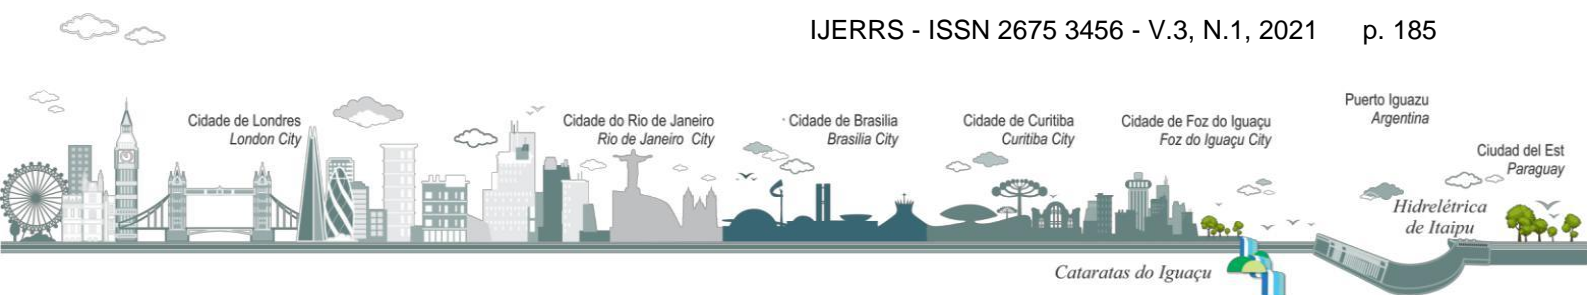 IJERRS - ISSN 2675 3456 - V.3, N.1, 2021 p. 185
Cidade de Londres
London City
Cidade do Rio de Janeiro
Rio de Janeiro City
Cidade de Brasilia
Brasilia City
Cidade de Curitiba
Curitiba City
Cidade de Foz do Iguaçu
Foz do Iguaçu City
Puerto Iguazu
Argentina
Ciudad del Est
Paraguay
Hidrelétrica
de Itaipu
Cataratas do Iguaçu